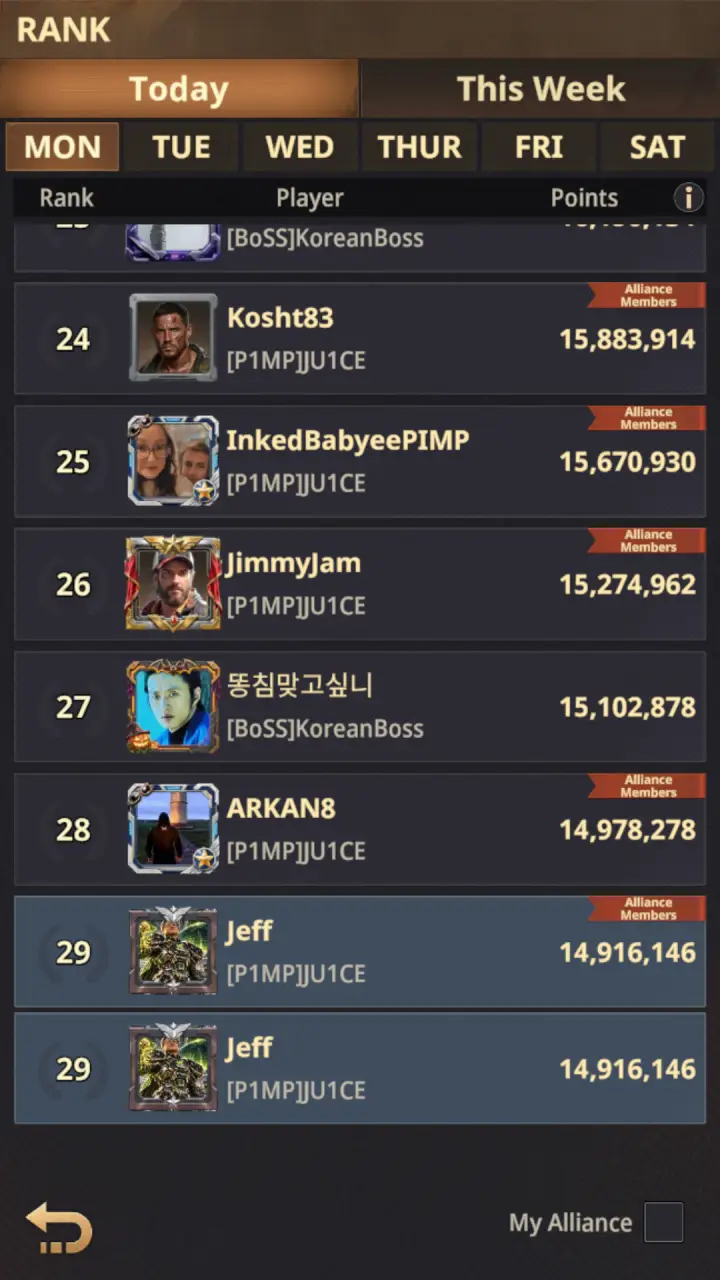 RANK
Today
This Week
MON
TUE
WED
THUR
FRI
SAT
Rank
Player
Points
[BoSS]KoreanBoss
Alliance
Members
24
Kosht83
15,883,914
[P1MP]JU1CE
Alliance
Members
25
InkedBabyeePIMP
15,670,930
[P1MP]JU1CE
Alliance
Members
26
JimmyJam
15,274,962
[P1MP]JU1CE
27
똥침맞고싶니
15,102,878
[BoSS]KoreanBoss
Alliance
Members
28
ARKAN8
14,978,278
[P1MP]JU1CE
Alliance
Members
29
Jeff
14,916,146
[P1MP]JU1CE
29
Jeff
14,916,146
[P1MP]JU1CE
My Alliance